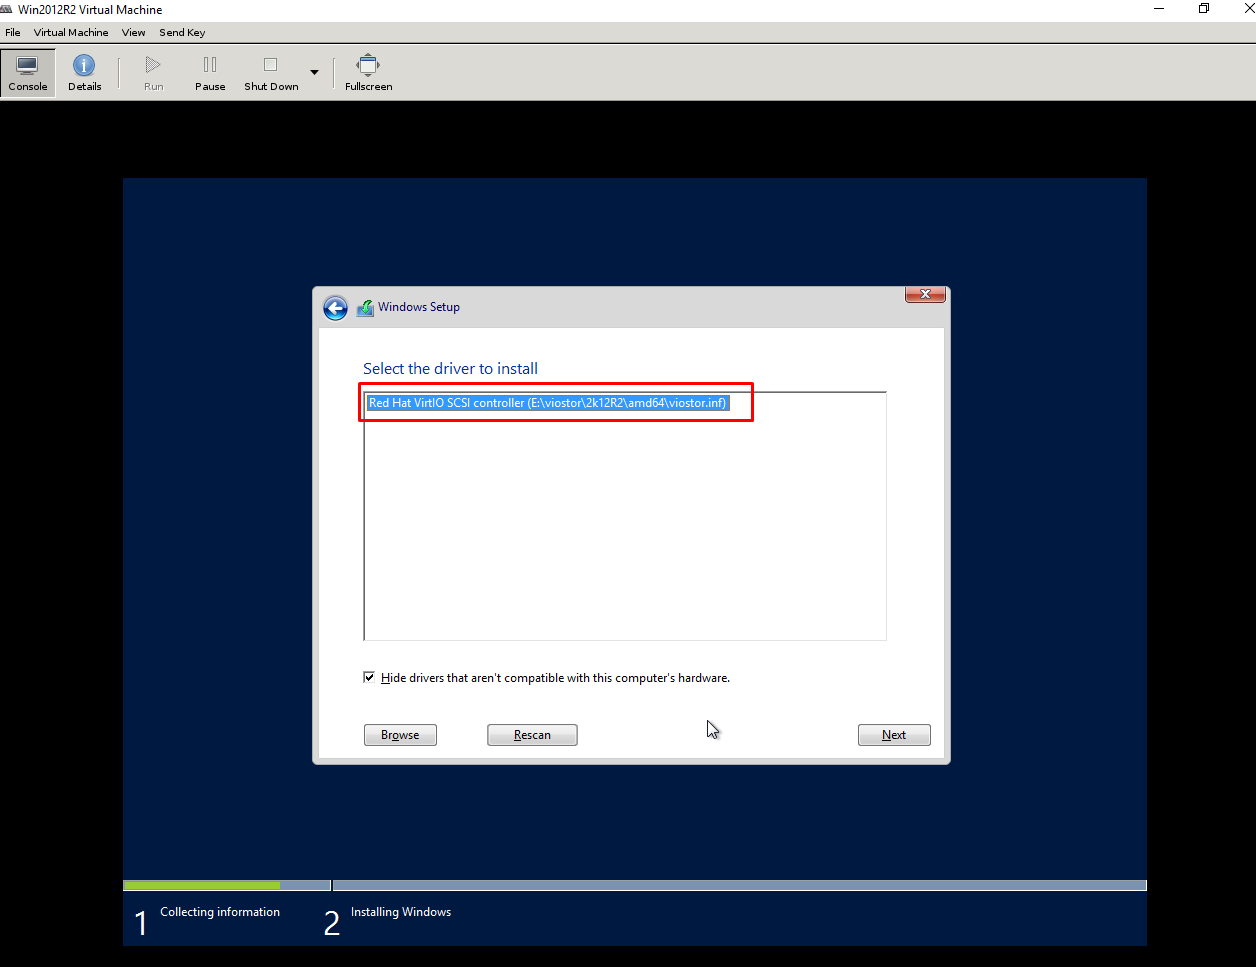 Win2012R2 Virtual Machine
File Virtual Machine View Send Key
Console Details Run Pause Shut Down Fullscreen
Windows Setup
Select the driver to install
Red Hat VirtIO SCSI controller (E:\viostor\2k12R2\amd64\viostor.inf)
Hide drivers that aren't compatible with this computer's hardware.
Browse Rescan Next
1 Collecting information 2 Installing Windows